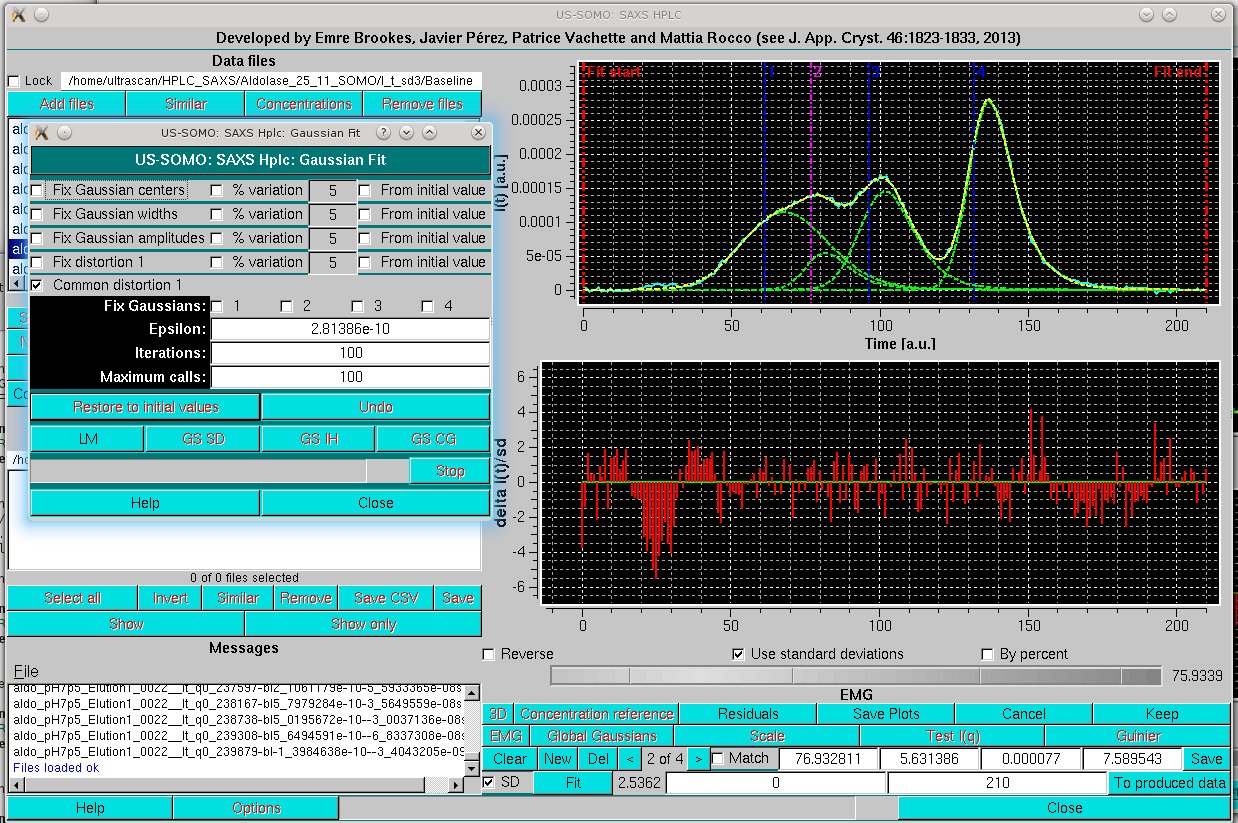 US-SOMO: SAXS HPLC
Developed by Emre Brookes, Javier Pérez, Patrice Vachette and Mattia Rocco (see J. App. Cryst. 46:1823-1833, 2013)
Data files
Lock /home/ultrascan/HPLC_SAXS/Aldolase_25_11_SOMO/I_t_sd3/Baseline
Add files Similar Concentrations Remove files
US-SOMO: SAXS Hplc: Gaussian Fit
US-SOMO: SAXS Hplc: Gaussian Fit
Fix Gaussian centers % variation 5 From initial value
Fix Gaussian widths % variation 5 From initial value
Fix Gaussian amplitudes % variation 5 From initial value
Fix distortion 1 % variation 5 From initial value
Common distortion 1
Fix Gaussians: 1 2 3 4
Epsilon: 2.81386e-10
Iterations: 100
Maximum calls: 100
Restore to initial values Undo
LM GS SD GS IH GS CG
Stop
Help Close
0 of 0 files selected
Select all Invert Similar Remove Save CSV Save
Show Show only
Messages
File
aldo_pH7p5_Elution1_0022__It_q0_237597-bl2_1061179e-10-5_5933365e-08s
aldo_pH7p5_Elution1_0022__It_q0_238167-bl5_7979284e-10-3_5649559e-08s
aldo_pH7p5_Elution1_0022__It_q0_238738-bl5_0195672e-10--3_0037136e-08s
aldo_pH7p5_Elution1_0022__It_q0_239308-bl5_6494591e-10--6_8337308e-08s
aldo_pH7p5_Elution1_0022__It_q0_239879-bl-1_3984638e-10--3_4043205e-09
Files loaded ok
Help Options
Fit start 1 2 3 4 Fit end
I(t) [a.u.]
0.0003
0.00025
0.0002
0.00015
0.0001
5e-05
0
0 50 100 150 200
Time [a.u.]
delta I(t)/sd
6
4
2
0
-2
-4
-6
0 50 100 150 200
Reverse Use standard deviations By percent
75.9339
EMG
3D Concentration reference Residuals Save Plots Cancel Keep
EMG Global Gaussians Scale Test I(q) Guinier
Clear New Del < 2 of 4 > Match 76.932811 5.631386 0.000077 7.589543 Save
SD Fit 2.5362 0 210 To produced data
Close